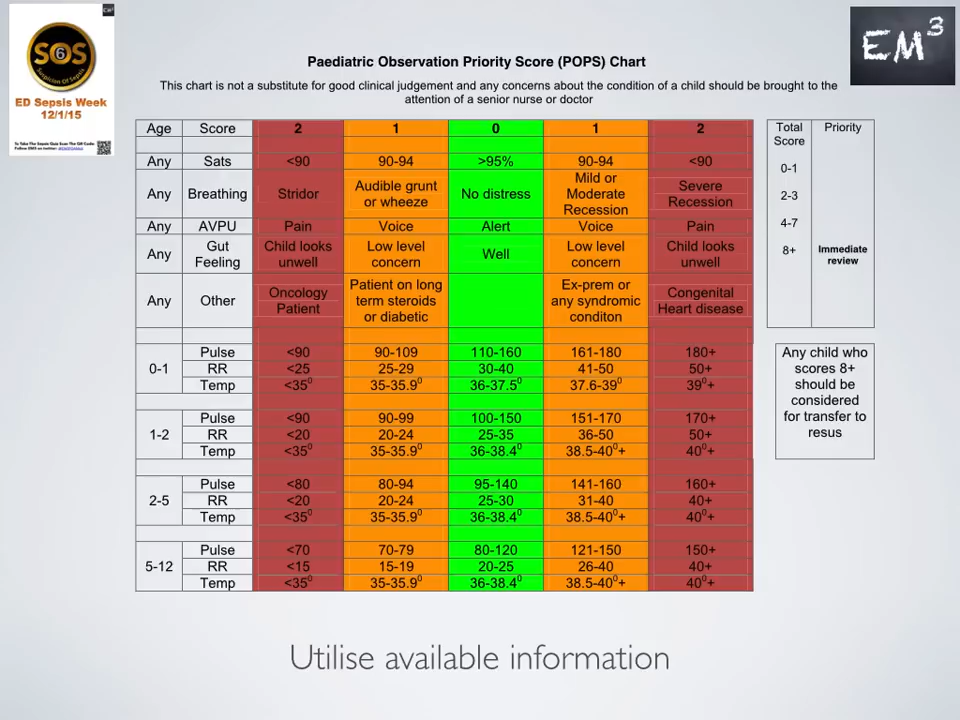 CM³
SOS
6
Suspicion Of Sepsis
ED Sepsis Week
12/1/15
To Take The Sepsis Quiz Scan The QR Code.
EM³
Paediatric Observation Priority Score (POPS) Chart
This chart is not a substitute for good clinical judgement and any concerns about the condition of a child should be brought to the
attention of a senior nurse or doctor
Age Score 2 1 0 1 2
Any Sats <90 90-94 >95% 90-94 <90
Any Breathing Stridor Audible grunt or wheeze No distress Mild or Moderate Recession Severe Recession
Any AVPU Pain Voice Alert Voice Pain
Any Gut Feeling Child looks unwell Low level concern Well Low level concern Child looks unwell
Any Other Oncology Patient Patient on long term steroids or diabetic Ex-prem or any syndromic conditon Congenital Heart disease
0-1 Pulse <90 90-109 110-160 161-180 180+
RR <25 25-29 30-40 41-50 50+
Temp <35⁰ 35-35.9⁰ 36-37.5⁰ 37.6-39⁰ 39⁰+
1-2 Pulse <90 90-99 100-150 151-170 170+
RR <20 20-24 25-35 36-50 50+
Temp <35⁰ 35-35.9⁰ 36-38.4⁰ 38.5-40⁰+ 40⁰+
2-5 Pulse <80 80-94 95-140 141-160 160+
RR <20 20-24 25-30 31-40 40+
Temp <35⁰ 35-35.9⁰ 36-38.4⁰ 38.5-40⁰+ 40⁰+
5-12 Pulse <70 70-79 80-120 121-150 150+
RR <15 15-19 20-25 26-40 40+
Temp <35⁰ 35-35.9⁰ 36-38.4⁰ 38.5-40⁰+ 40⁰+
Total Score Priority
0-1
2-3
4-7
8+ Immediate review
Any child who
scores 8+
should be
considered
for transfer to
resus
Utilise available information